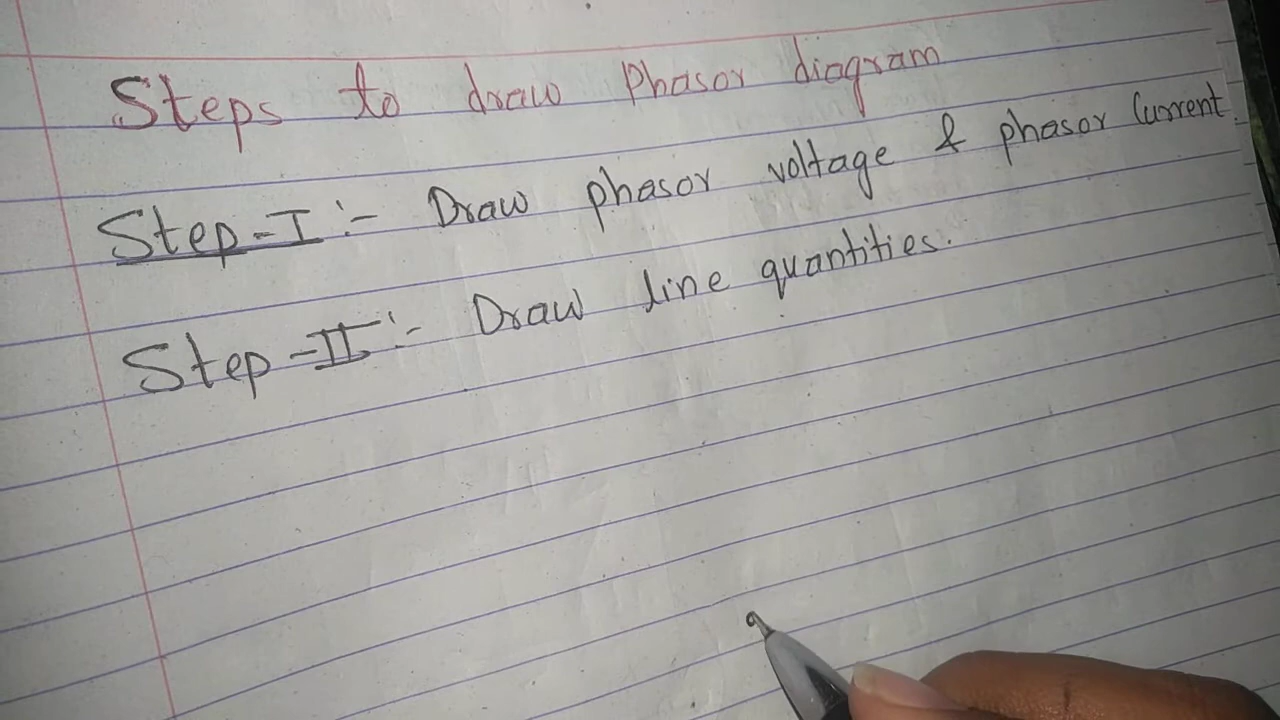 Steps to draw Phasor diagram
Step-I :- Draw phasor voltage & phasor Current.
Step-II :- Draw line quantities.